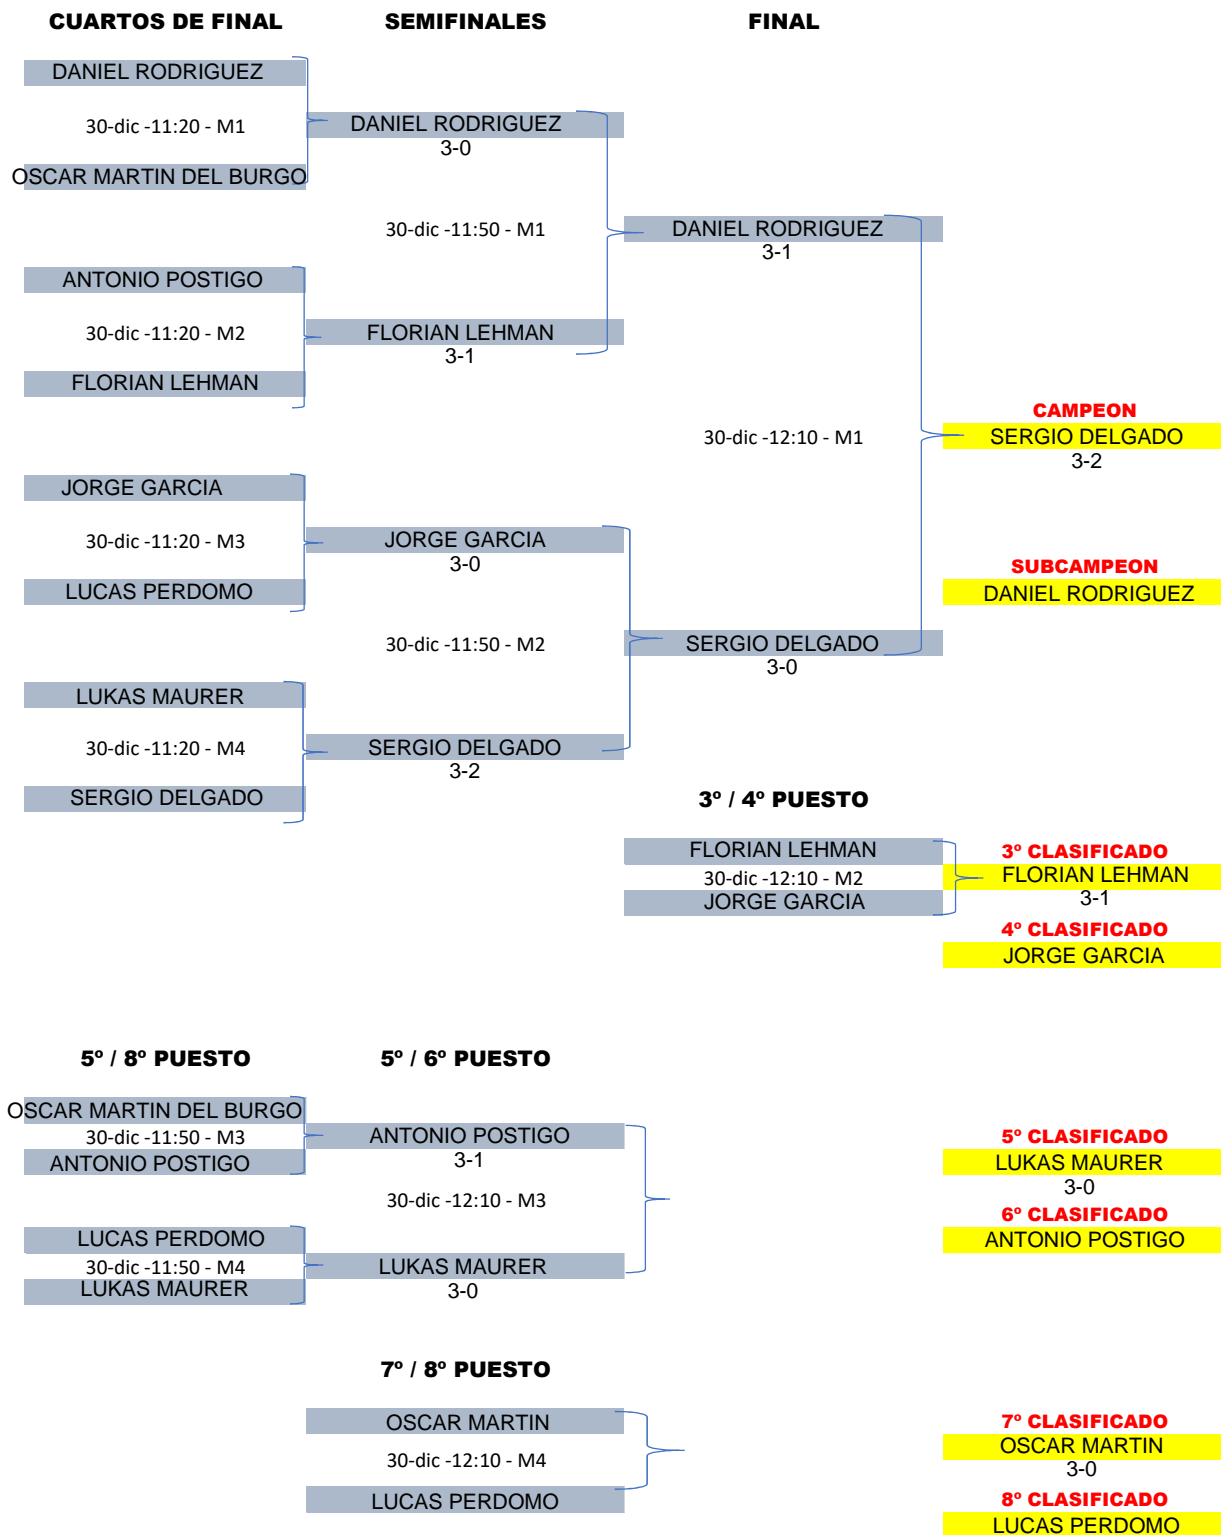 CUARTOS DE FINAL SEMIFINALES FINAL
DANIEL RODRIGUEZ
30-dic -11:20 - M1 DANIEL RODRIGUEZ
3-0
OSCAR MARTIN DEL BURGO
30-dic -11:50 - M1 DANIEL RODRIGUEZ
3-1
ANTONIO POSTIGO
30-dic -11:20 - M2 FLORIAN LEHMAN
3-1
FLORIAN LEHMAN
CAMPEON
30-dic -12:10 - M1 SERGIO DELGADO
3-2
JORGE GARCIA
30-dic -11:20 - M3 JORGE GARCIA
3-0
SUBCAMPEON
LUCAS PERDOMO DANIEL RODRIGUEZ
30-dic -11:50 - M2 SERGIO DELGADO
3-0
LUKAS MAURER
30-dic -11:20 - M4 SERGIO DELGADO
3-2
SERGIO DELGADO 3º / 4º PUESTO
FLORIAN LEHMAN 3º CLASIFICADO
30-dic -12:10 - M2 FLORIAN LEHMAN
JORGE GARCIA 3-1
4º CLASIFICADO
JORGE GARCIA
5º / 8º PUESTO 5º / 6º PUESTO
OSCAR MARTIN DEL BURGO
30-dic -11:50 - M3 ANTONIO POSTIGO 5º CLASIFICADO
ANTONIO POSTIGO 3-1 LUKAS MAURER
30-dic -12:10 - M3 3-0
6º CLASIFICADO
LUCAS PERDOMO ANTONIO POSTIGO
30-dic -11:50 - M4 LUKAS MAURER
LUKAS MAURER 3-0
7º / 8º PUESTO
OSCAR MARTIN 7º CLASIFICADO
30-dic -12:10 - M4 OSCAR MARTIN
3-0
LUCAS PERDOMO 8º CLASIFICADO
LUCAS PERDOMO